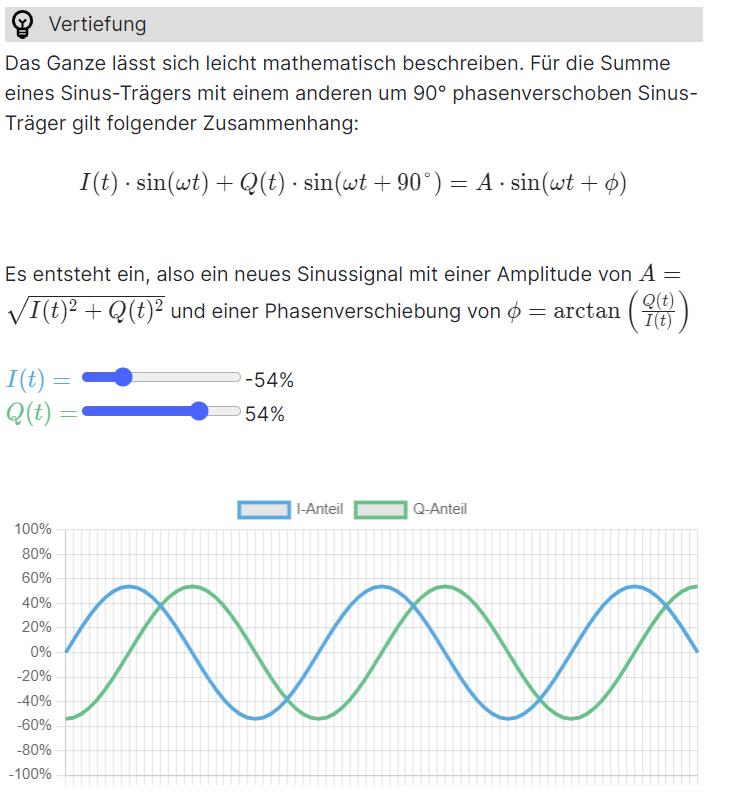 Vertiefung
Das Ganze lässt sich leicht mathematisch beschreiben. Für die Summe
eines Sinus-Trägers mit einem anderen um 90° phasenverschoben Sinus-
Träger gilt folgender Zusammenhang:
I(t) · sin(ωt) + Q(t) · sin(ωt + 90°) = A · sin(ωt + ϕ)
Es entsteht ein, also ein neues Sinussignal mit einer Amplitude von A =
√(I(t)² + Q(t)²) und einer Phasenverschiebung von ϕ = arctan (Q(t)/I(t))
I(t) = -54%
Q(t) = 54%
I-Anteil Q-Anteil
100%
80%
60%
40%
20%
0%
-20%
-40%
-60%
-80%
-100%